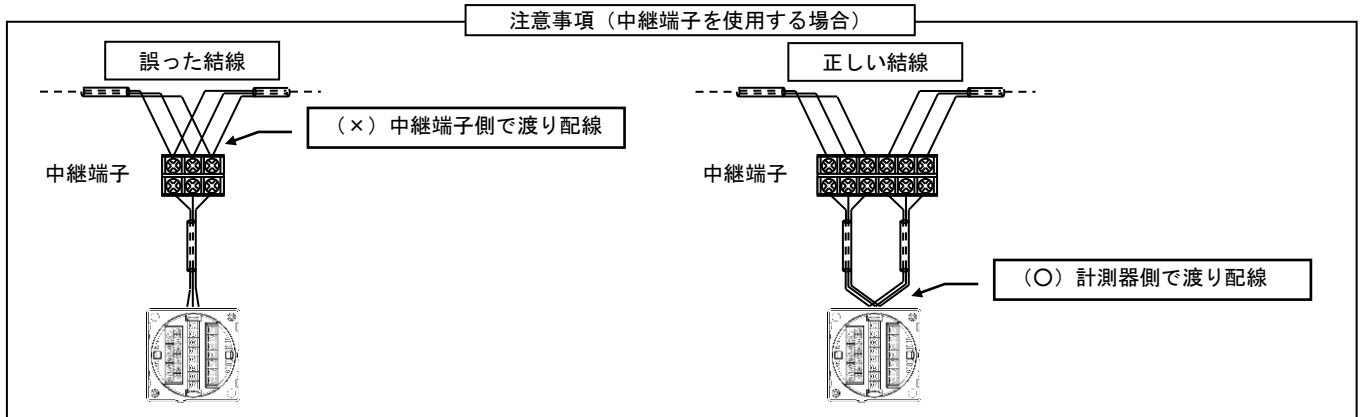 注意事項（中継端子を使用する場合）
誤った結線
（×）中継端子側で渡り配線
中継端子
正しい結線
中継端子
（○）計測器側で渡り配線